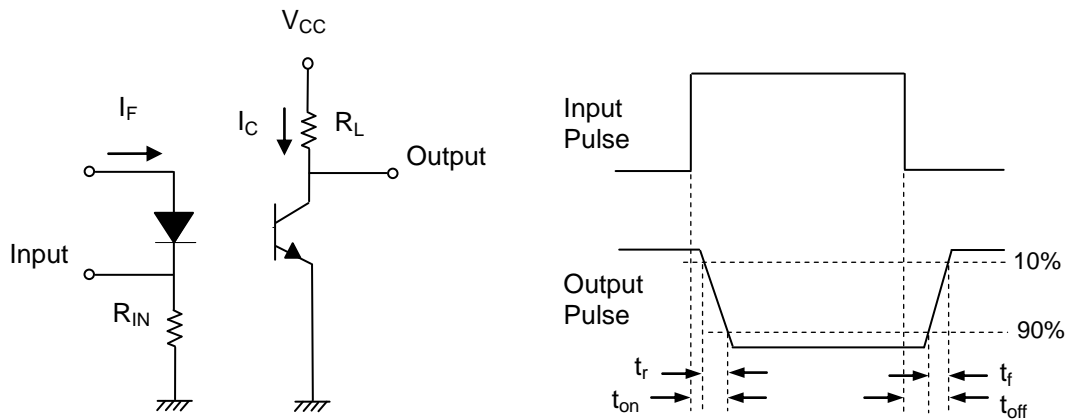 V_CC
I_F
I_C
R_L
Output
Input
R_IN
Input
Pulse
Output
Pulse
10%
90%
t_r
t_on
t_f
t_off